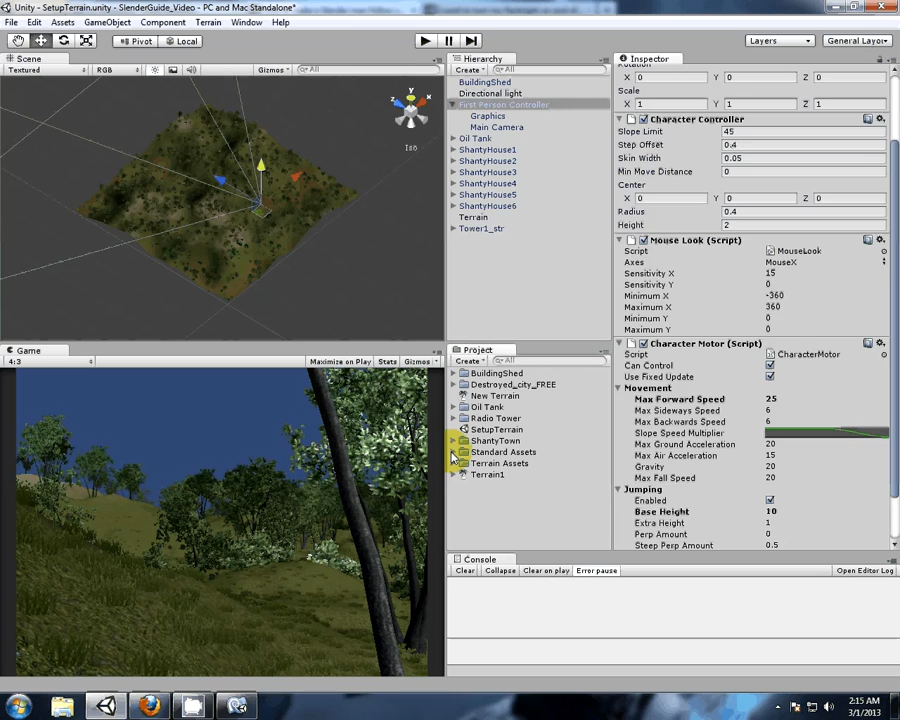 Unity - SetupTerrain.unity - SlenderGuide_Video - PC and Mac Standalone*
File Edit Assets GameObject Component Terrain Window Help
Pivot Local Layers General Layou
Scene
Textured RGB Gizmos All
Iso
Game
4:3 Maximize on Play Stats Gizmos
Hierarchy
Create All
BuildingShed
Directional light
First Person Controller
Graphics
Main Camera
Oil Tank
ShantyHouse1
ShantyHouse2
ShantyHouse3
ShantyHouse4
ShantyHouse5
ShantyHouse6
Terrain
Tower1_str
Project
Create All
BuildingShed
Destroyed_city_FREE
New Terrain
Oil Tank
Radio Tower
SetupTerrain
ShantyTown
Standard Assets
Terrain Assets
Terrain1
Console
Clear Collapse Clear on play Error pause Open Editor Log
Inspector
Rotation
X 0 Y 0 Z 0
Scale
X 1 Y 1 Z 1
Character Controller
Slope Limit 45
Step Offset 0.4
Skin Width 0.05
Min Move Distance 0
Center
X 0 Y 0 Z 0
Radius 0.4
Height 2
Mouse Look (Script)
Script MouseLook
Axes MouseX
Sensitivity X 15
Sensitivity Y 0
Minimum X -360
Maximum X 360
Minimum Y 0
Maximum Y 0
Character Motor (Script)
Script CharacterMotor
Can Control
Use Fixed Update
Movement
Max Forward Speed 25
Max Sideways Speed 6
Max Backwards Speed 6
Slope Speed Multiplier
Max Ground Acceleration 20
Max Air Acceleration 15
Gravity 20
Max Fall Speed 20
Jumping
Enabled
Base Height 10
Extra Height 1
Perp Amount 0
Steep Perp Amount 0.5
2:15 AM
3/1/2013